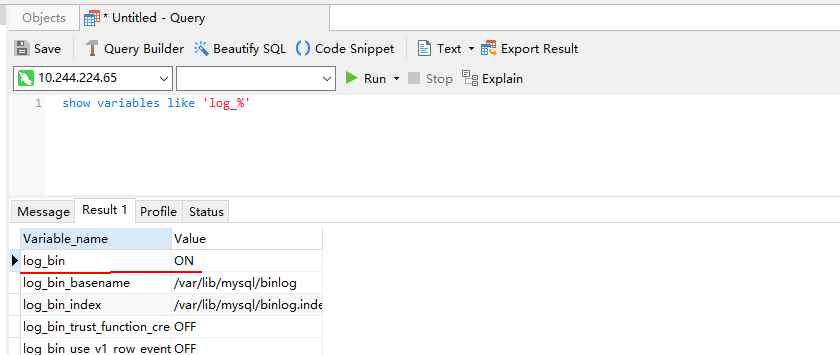 Objects * Untitled - Query
Save Query Builder Beautify SQL Code Snippet Text Export Result
10.244.224.65 Run Stop Explain
1 show variables like 'log_%'
Message Result 1 Profile Status
Variable_name Value
log_bin ON
log_bin_basename /var/lib/mysql/binlog
log_bin_index /var/lib/mysql/binlog.inde
log_bin_trust_function_cre OFF
log_bin_use_v1_row_event OFF